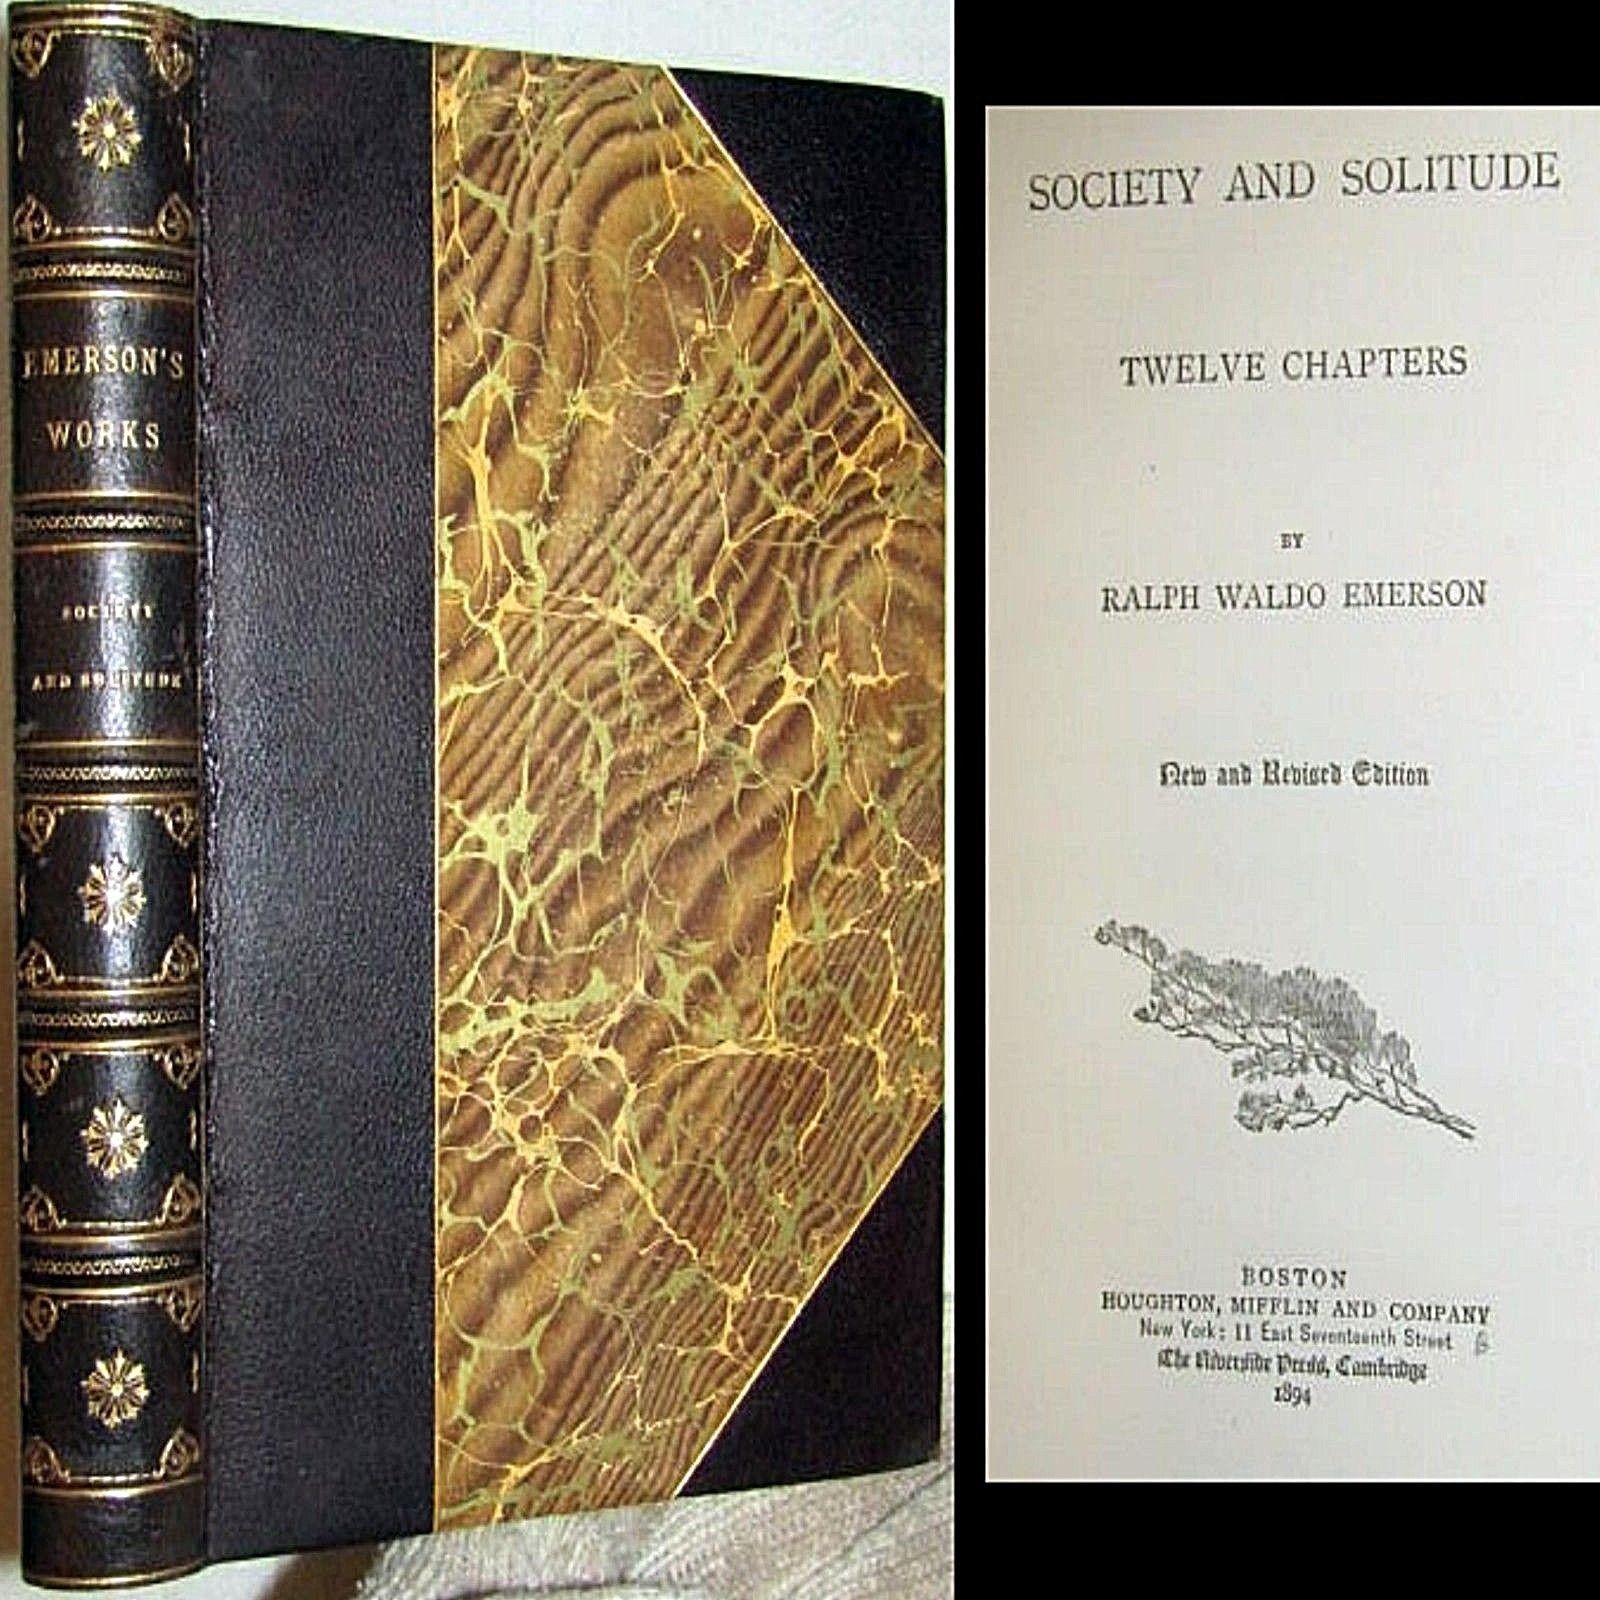 EMERSON'S
WORKS
SOCIETY
AND SOLITUDE
SOCIETY AND SOLITUDE
TWELVE CHAPTERS
BY
RALPH WALDO EMERSON
New and Revised Edition
BOSTON
HOUGHTON, MIFFLIN AND COMPANY
New York: 11 East Seventeenth Street
The Riverside Press, Cambridge
1894